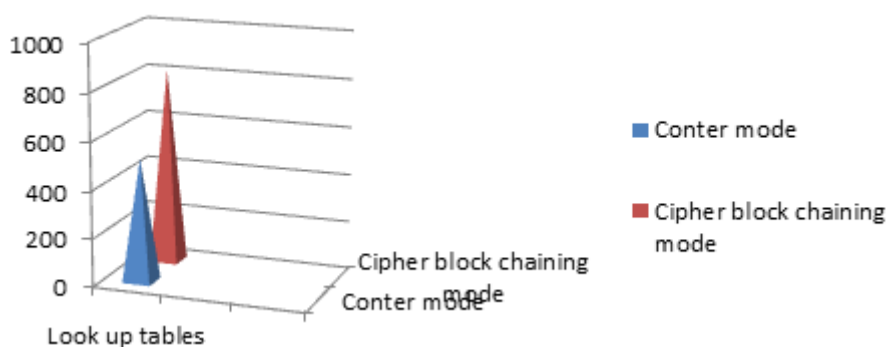 1000
800
600
400
200
0
Look up tables
Cipher block chaining
mode
Conter mode
Conter mode
Cipher block chaining
mode